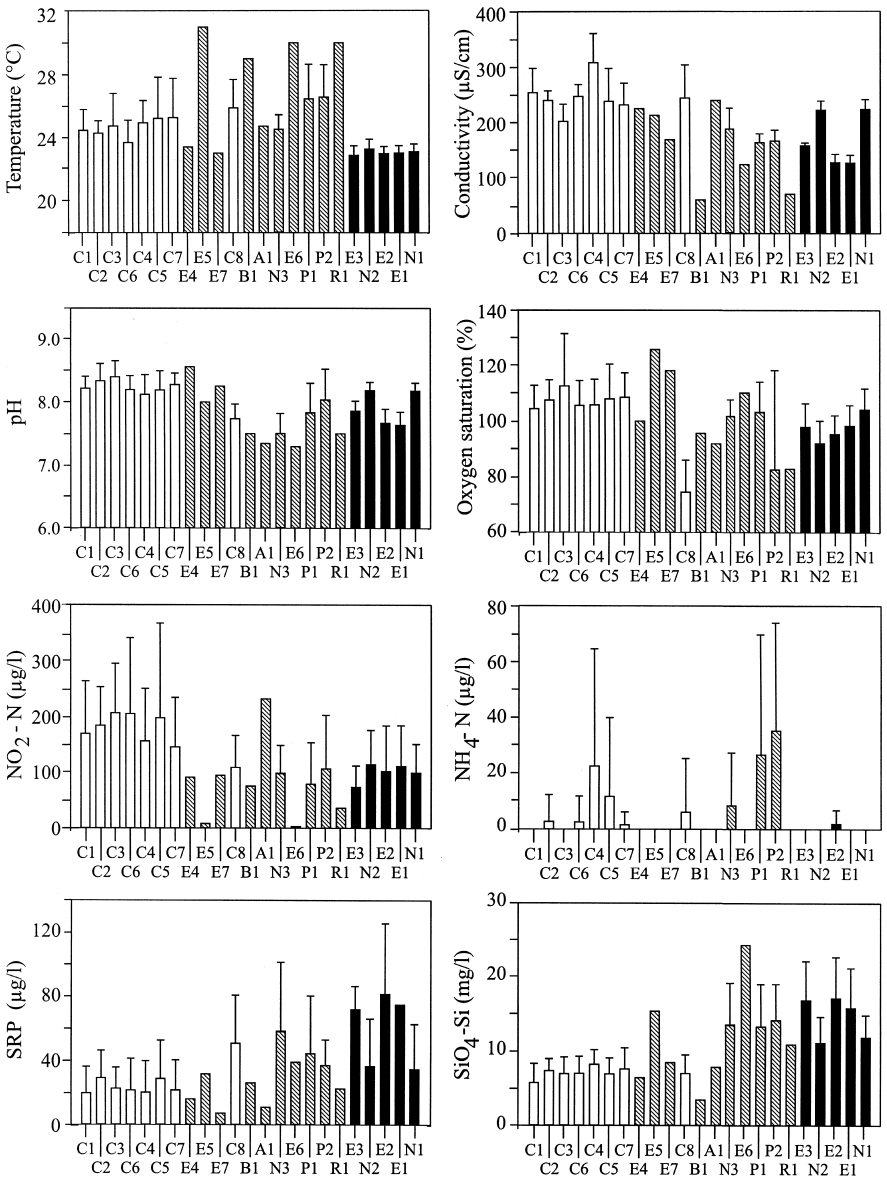 Temperature (°C)
32
28
24
20
C1 C3 C4 C7 E5 C8 A1 E6 P2 E3 E2 N1
C2 C6 C5 E4 E7 B1 N3 P1 R1 N2 E1
Conductivity (µS/cm)
400
300
200
100
0
C1 C3 C4 C7 E5 C8 A1 E6 P2 E3 E2 N1
C2 C6 C5 E4 E7 B1 N3 P1 R1 N2 E1
pH
9.0
8.0
7.0
6.0
C1 C3 C4 C7 E5 C8 A1 E6 P2 E3 E2 N1
C2 C6 C5 E4 E7 B1 N3 P1 R1 N2 E1
Oxygen saturation (%)
140
120
100
80
60
C1 C3 C4 C7 E5 C8 A1 E6 P2 E3 E2 N1
C2 C6 C5 E4 E7 B1 N3 P1 R1 N2 E1
NO2 - N (µg/l)
400
300
200
100
0
C1 C3 C4 C7 E5 C8 A1 E6 P2 E3 E2 N1
C2 C6 C5 E4 E7 B1 N3 P1 R1 N2 E1
NH4- N (µg/l)
80
60
40
20
0
C1 C3 C4 C7 E5 C8 A1 E6 P2 E3 E2 N1
C2 C6 C5 E4 E7 B1 N3 P1 R1 N2 E1
SRP (µg/l)
120
80
40
0
C1 C3 C4 C7 E5 C8 A1 E6 P2 E3 E2 N1
C2 C6 C5 E4 E7 B1 N3 P1 R1 N2 E1
SiO4-Si (mg/l)
30
20
10
0
C1 C3 C4 C7 E5 C8 A1 E6 P2 E3 E2 N1
C2 C6 C5 E4 E7 B1 N3 P1 R1 N2 E1